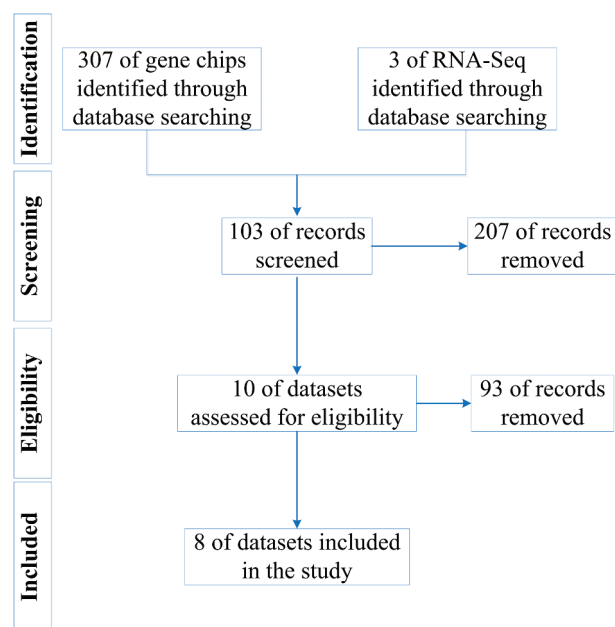 Identification
307 of gene chips
identified through
database searching
3 of RNA-Seq
identified through
database searching
Screening
103 of records
screened
207 of records
removed
Eligibility
10 of datasets
assessed for eligibility
93 of records
removed
Included
8 of datasets included
in the study